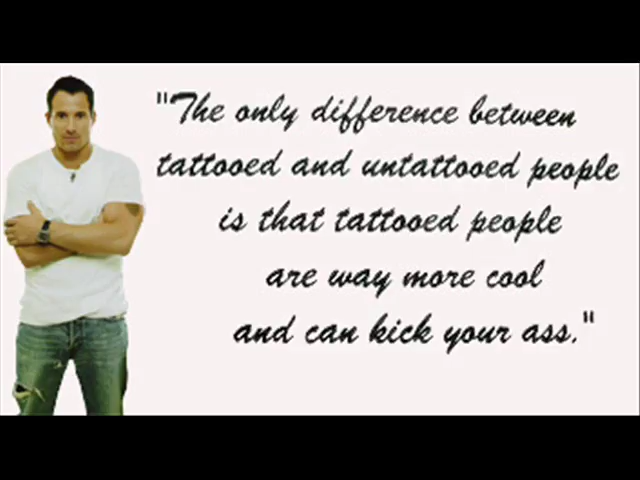 "The only difference between
tattooed and untattooed people
is that tattooed people
are way more cool
and can kick your ass."